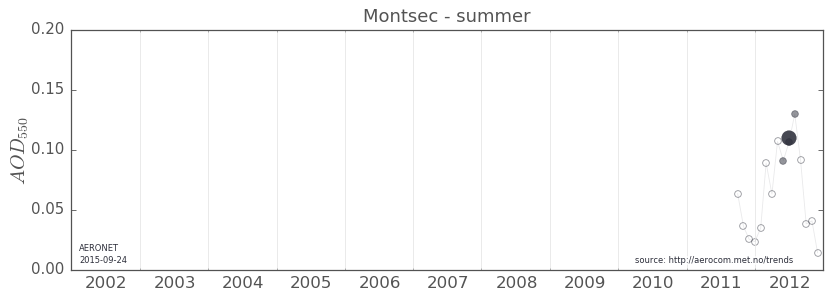 Montsec - summer
0.20
0.15
0.10
0.05
0.00
AOD550
AERONET
2015-09-24
source: http://aerocom.met.no/trends
2002 2003 2004 2005 2006 2007 2008 2009 2010 2011 2012